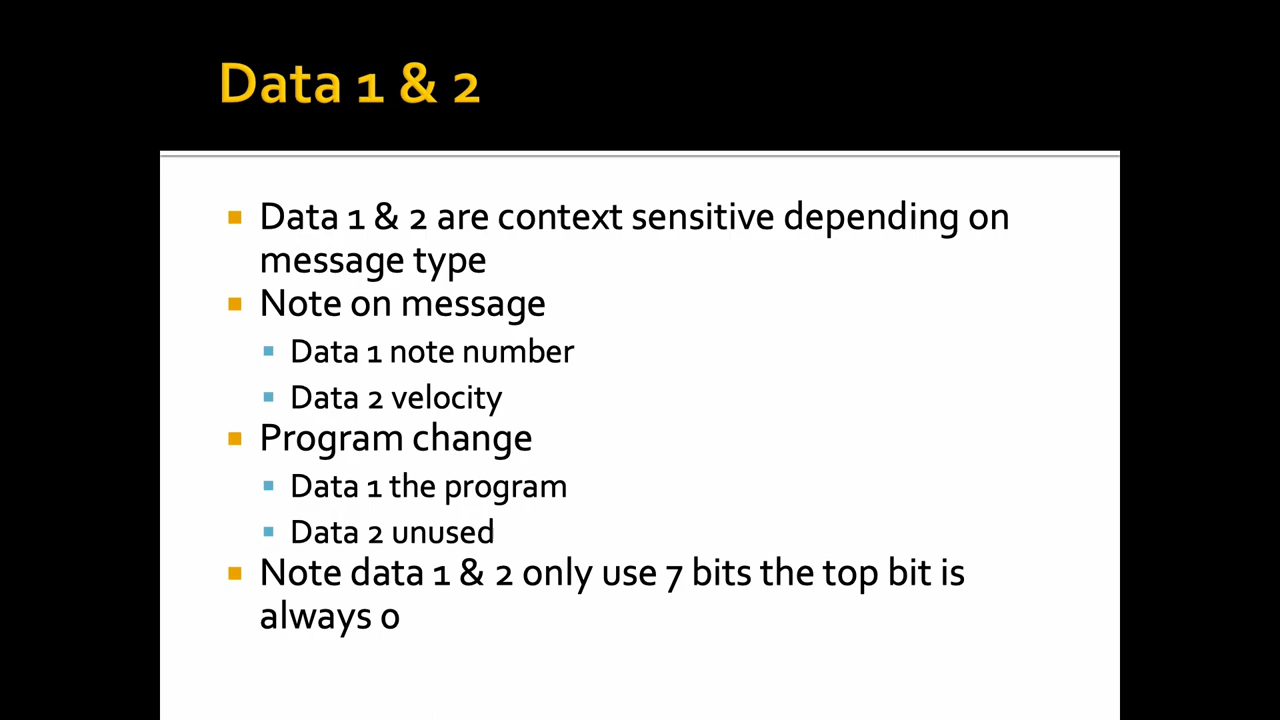 Data 1 & 2
Data 1 & 2 are context sensitive depending on
message type
Note on message
Data 1 note number
Data 2 velocity
Program change
Data 1 the program
Data 2 unused
Note data 1 & 2 only use 7 bits the top bit is
always 0